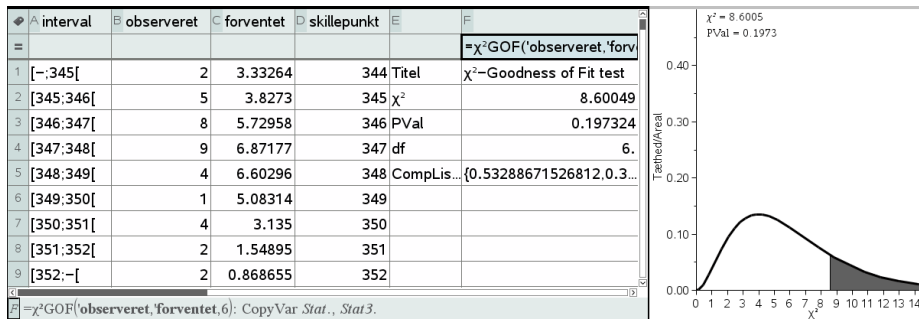 A interval B observeret C forventet D skillepunkt E F
= =χ²GOF('observeret,'forv
1 [−;345[ 2 3.33264 344 Titel χ²−Goodness of Fit test
2 [345;346[ 5 3.8273 345 χ² 8.60049
3 [346;347[ 8 5.72958 346 PVal 0.197324
4 [347;348[ 9 6.87177 347 df 6.
5 [348;349[ 4 6.60296 348 CompLis... {0.53288671526812,0.3...
6 [349;350[ 1 5.08314 349
7 [350;351[ 4 3.135 350
8 [351;352[ 2 1.54895 351
9 [352;−[ 2 0.868655 352
F =χ²GOF('observeret,'forventet,6): CopyVar Stat., Stat3.
χ² = 8.6005
PVal = 0.1973
Tæthed/Areal
0.40
0.30
0.20
0.10
0.00
0 1 2 3 4 5 6 7 8 9 10 11 12 13 14
χ²